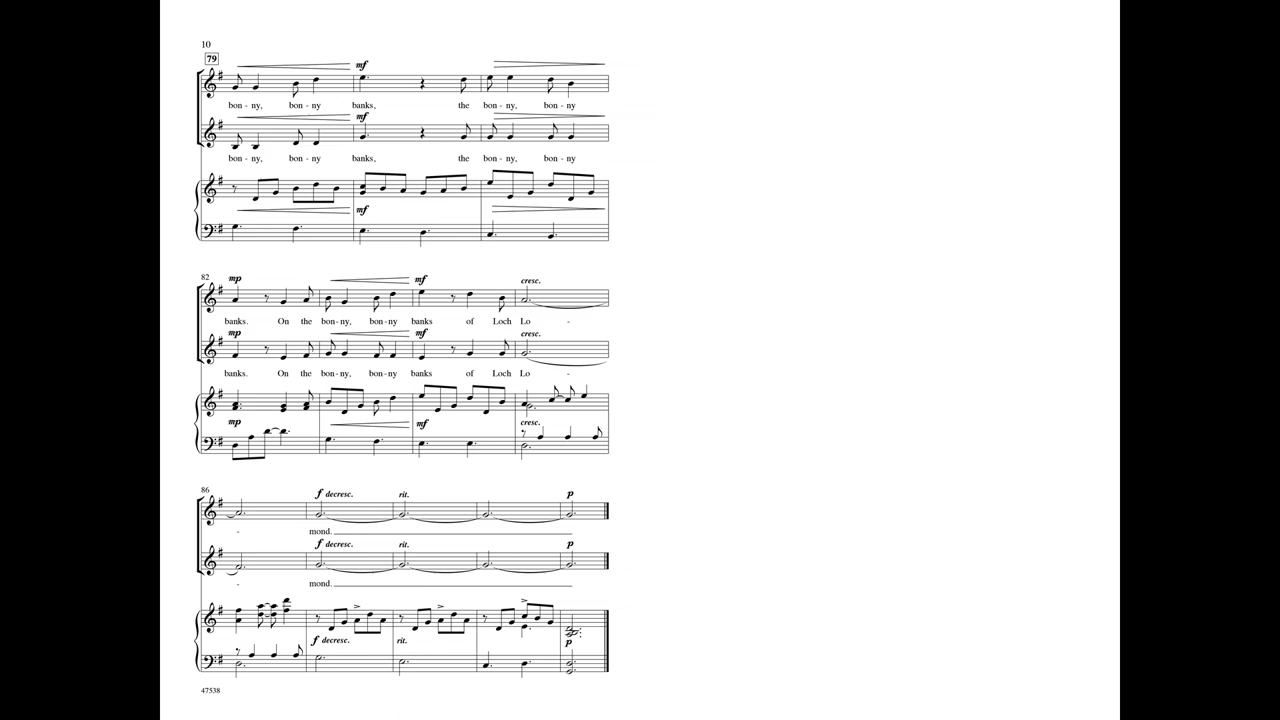 10
79
mf
bon - ny, bon - ny banks, the bon - ny, bon - ny
mf
bon - ny, bon - ny banks, the bon - ny, bon - ny
mf
82
mp mf cresc.
banks. On the bon - ny, bon - ny banks of Loch Lo -
mp mf cresc.
banks. On the bon - ny, bon - ny banks of Loch Lo -
mp mf cresc.
86
f decresc. rit. p
- mond.
f decresc. rit. p
- mond.
f decresc. rit. p
47538